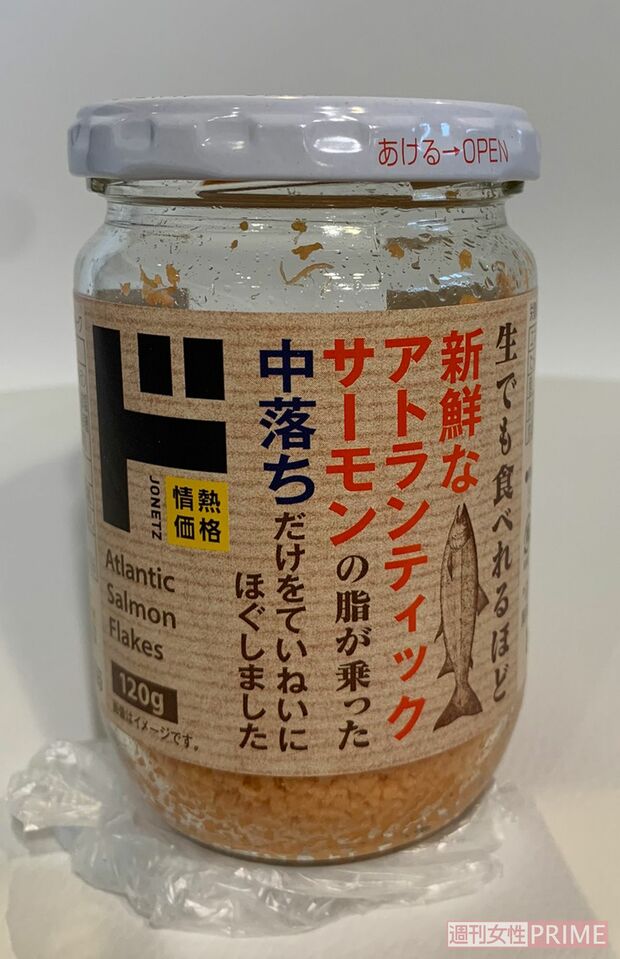 あける→OPEN
生でも食べれるほど
新鮮な
アトランティック
サーモンの脂が乗った
中落ちだけをていねいに
ほぐしました
ド
JONETZ
情熱
価格
Atlantic
Salmon
Flakes
120g
画像はイメージです。
週刊女性PRIME